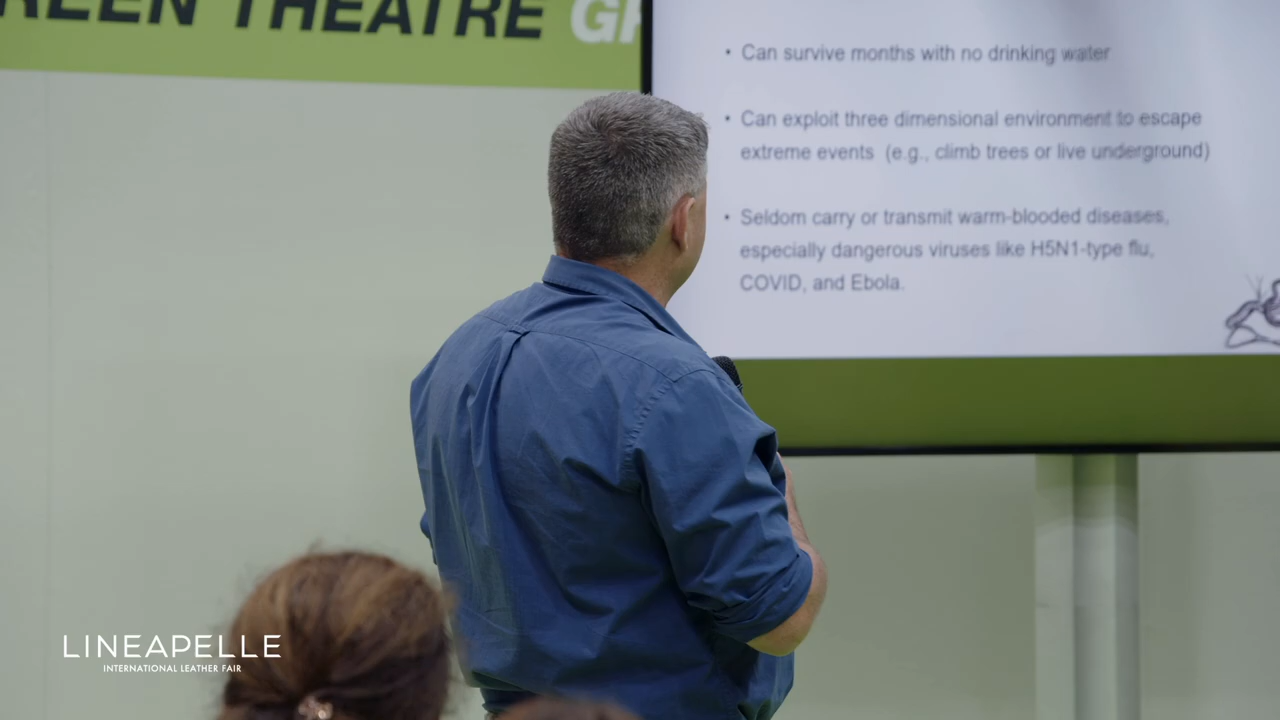 REEN THEATRE GR
• Can survive months with no drinking water
• Can exploit three dimensional environment to escape
extreme events (e.g., climb trees or live underground)
• Seldom carry or transmit warm-blooded diseases,
especially dangerous viruses like H5N1-type flu,
COVID, and Ebola.
LINEAPELLE
INTERNATIONAL LEATHER FAIR